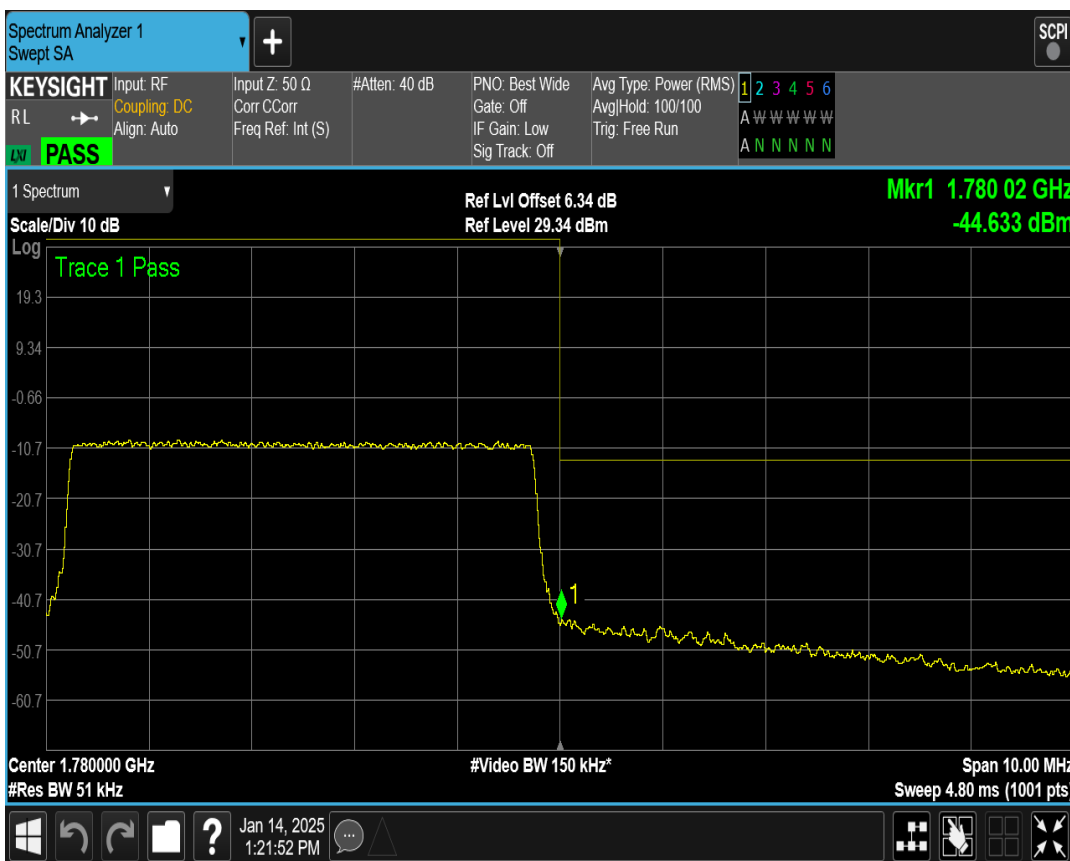 Spectrum Analyzer 1
Swept SA
SCPI
KEYSIGHT
RL
LXI
PASS
Input: RF
Coupling: DC
Align: Auto
Input Z: 50 Ω
Corr CCorr
Freq Ref: Int (S)
#Atten: 40 dB
PNO: Best Wide
Gate: Off
IF Gain: Low
Sig Track: Off
Avg Type: Power (RMS)
Avg|Hold: 100/100
Trig: Free Run
1 2 3 4 5 6
A W W W W W
A N N N N N
1 Spectrum
Scale/Div 10 dB
Ref Lvl Offset 6.34 dB
Ref Level 29.34 dBm
Mkr1 1.780 02 GHz
-44.633 dBm
Log
Trace 1 Pass
19.3
9.34
-0.66
-10.7
-20.7
-30.7
-40.7
1
-50.7
-60.7
Center 1.780000 GHz
#Video BW 150 kHz*
Span 10.00 MHz
#Res BW 51 kHz
Sweep 4.80 ms (1001 pts)
?
Jan 14, 2025
1:21:52 PM